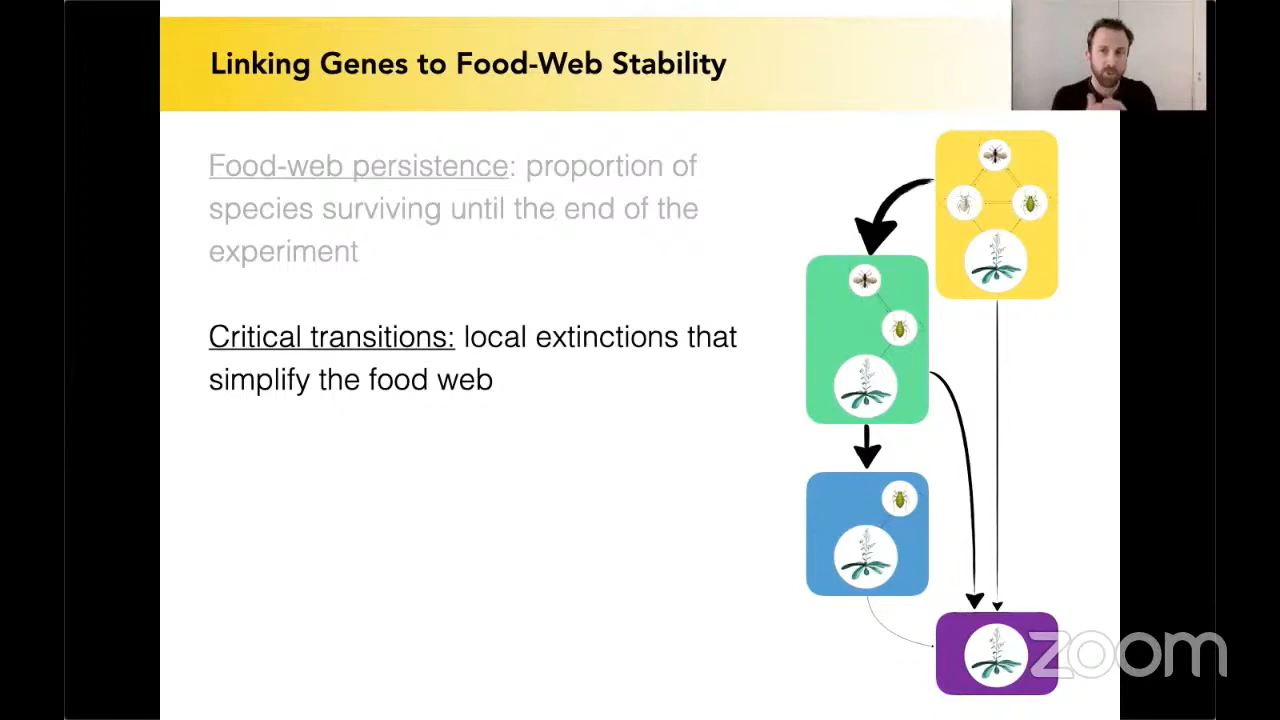 Linking Genes to Food-Web Stability
Food-web persistence: proportion of
species surviving until the end of the
experiment
Critical transitions: local extinctions that
simplify the food web
zoom